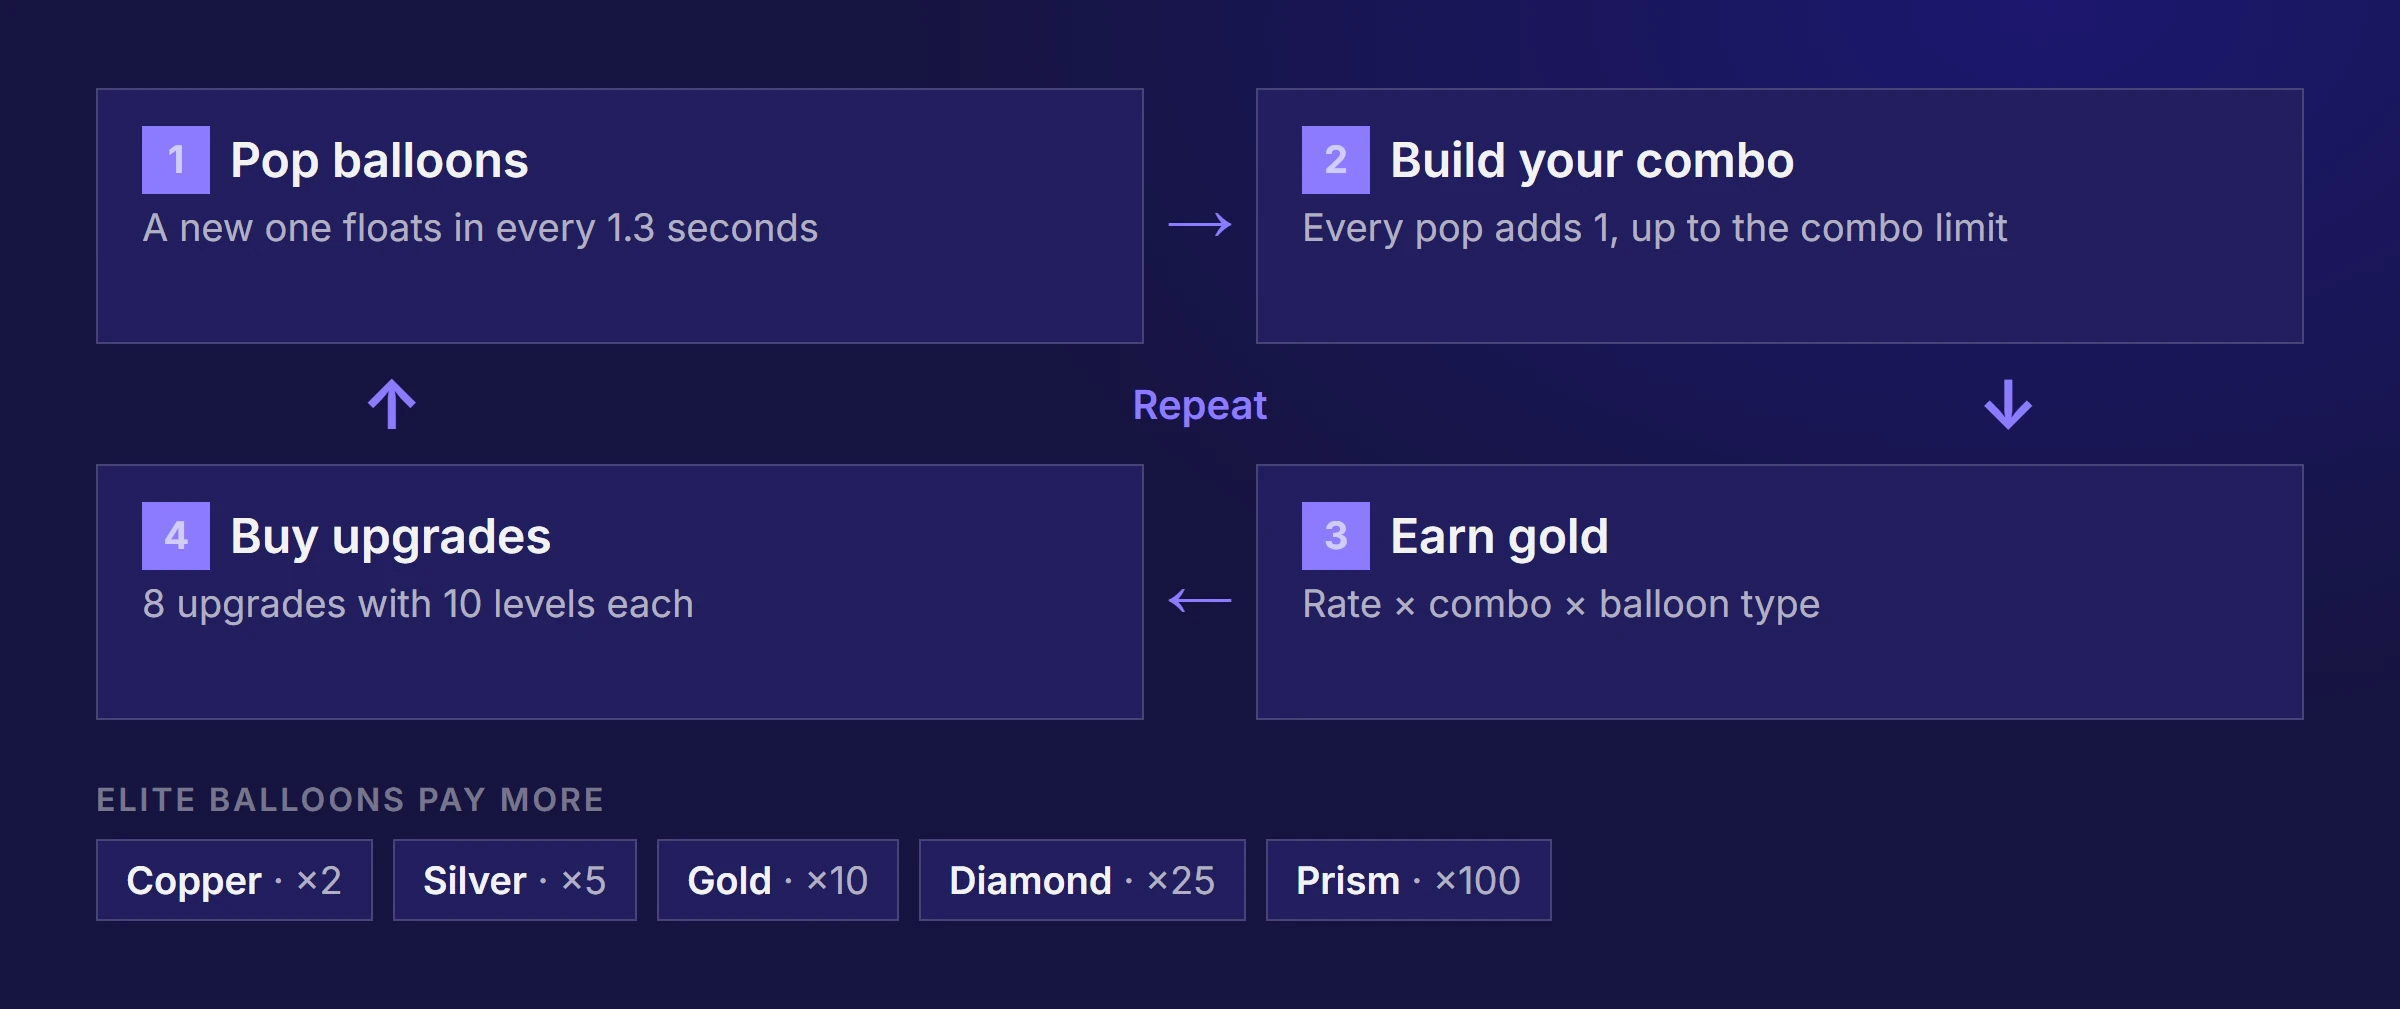 1 Pop balloons
A new one floats in every 1.3 seconds
→
2 Build your combo
Every pop adds 1, up to the combo limit
↑ Repeat ↓
4 Buy upgrades
8 upgrades with 10 levels each
←
3 Earn gold
Rate × combo × balloon type
ELITE BALLOONS PAY MORE
Copper · ×2
Silver · ×5
Gold · ×10
Diamond · ×25
Prism · ×100